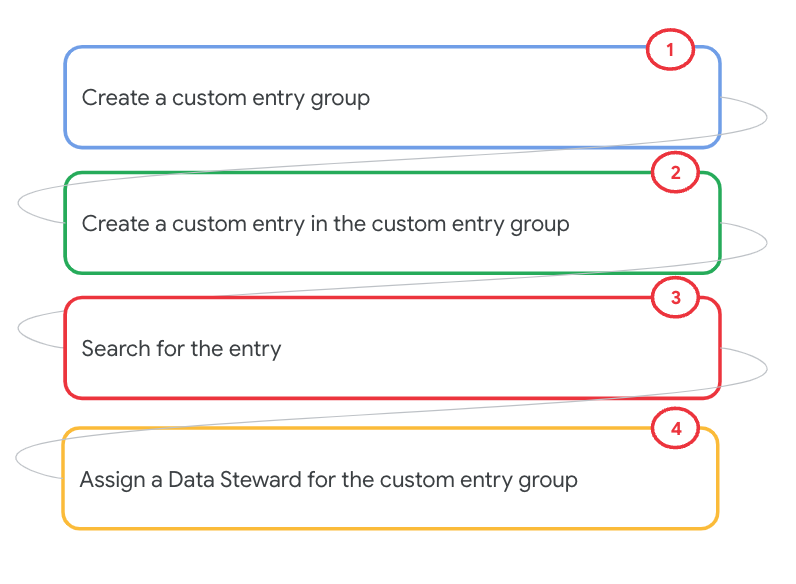 1
Create a custom entry group
2
Create a custom entry in the custom entry group
3
Search for the entry
4
Assign a Data Steward for the custom entry group